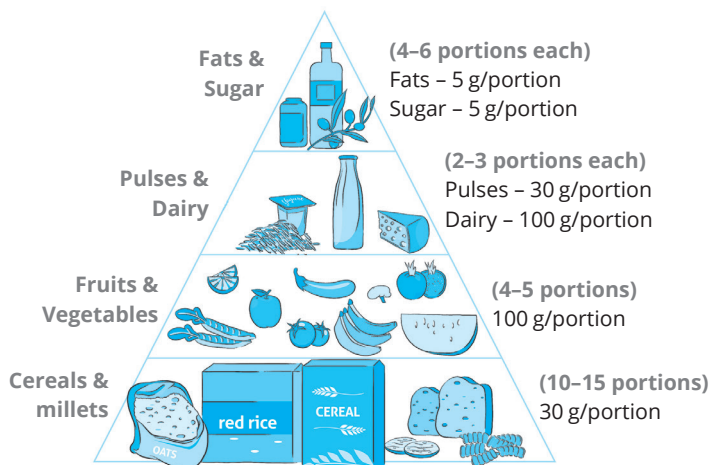 Fats &
Sugar
(4–6 portions each)
Fats – 5 g/portion
Sugar – 5 g/portion
Pulses &
Dairy
(2–3 portions each)
Pulses – 30 g/portion
Dairy – 100 g/portion
Fruits &
Vegetables
(4–5 portions)
100 g/portion
Cereals &
millets
(10–15 portions)
30 g/portion
red rice
CEREAL
OATS